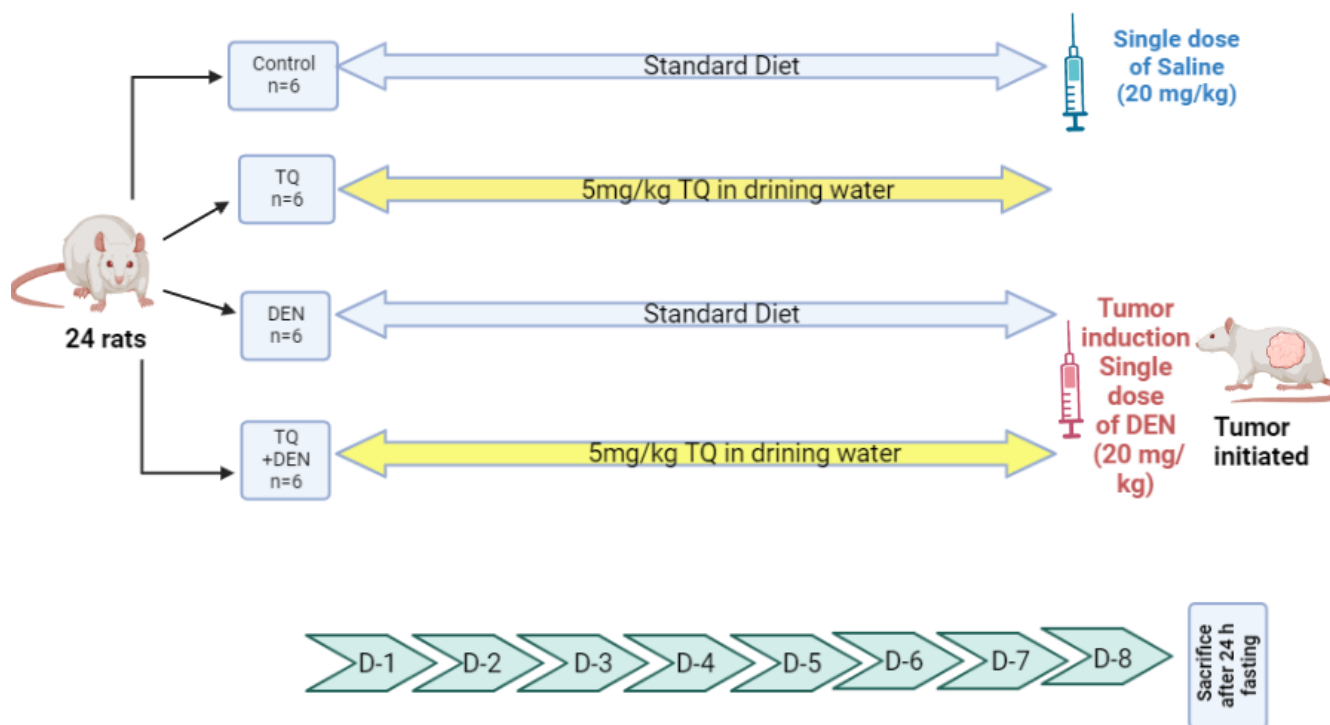 Control
n=6
Standard Diet
Single dose
of Saline
(20 mg/kg)
TQ
n=6
5mg/kg TQ in drining water
24 rats
DEN
n=6
Standard Diet
Tumor
induction
Single
dose
of DEN
(20 mg/
kg)
Tumor
initiated
TQ
+DEN
n=6
5mg/kg TQ in drining water
D-1
D-2
D-3
D-4
D-5
D-6
D-7
D-8
Sacrifice
after 24 h
fasting